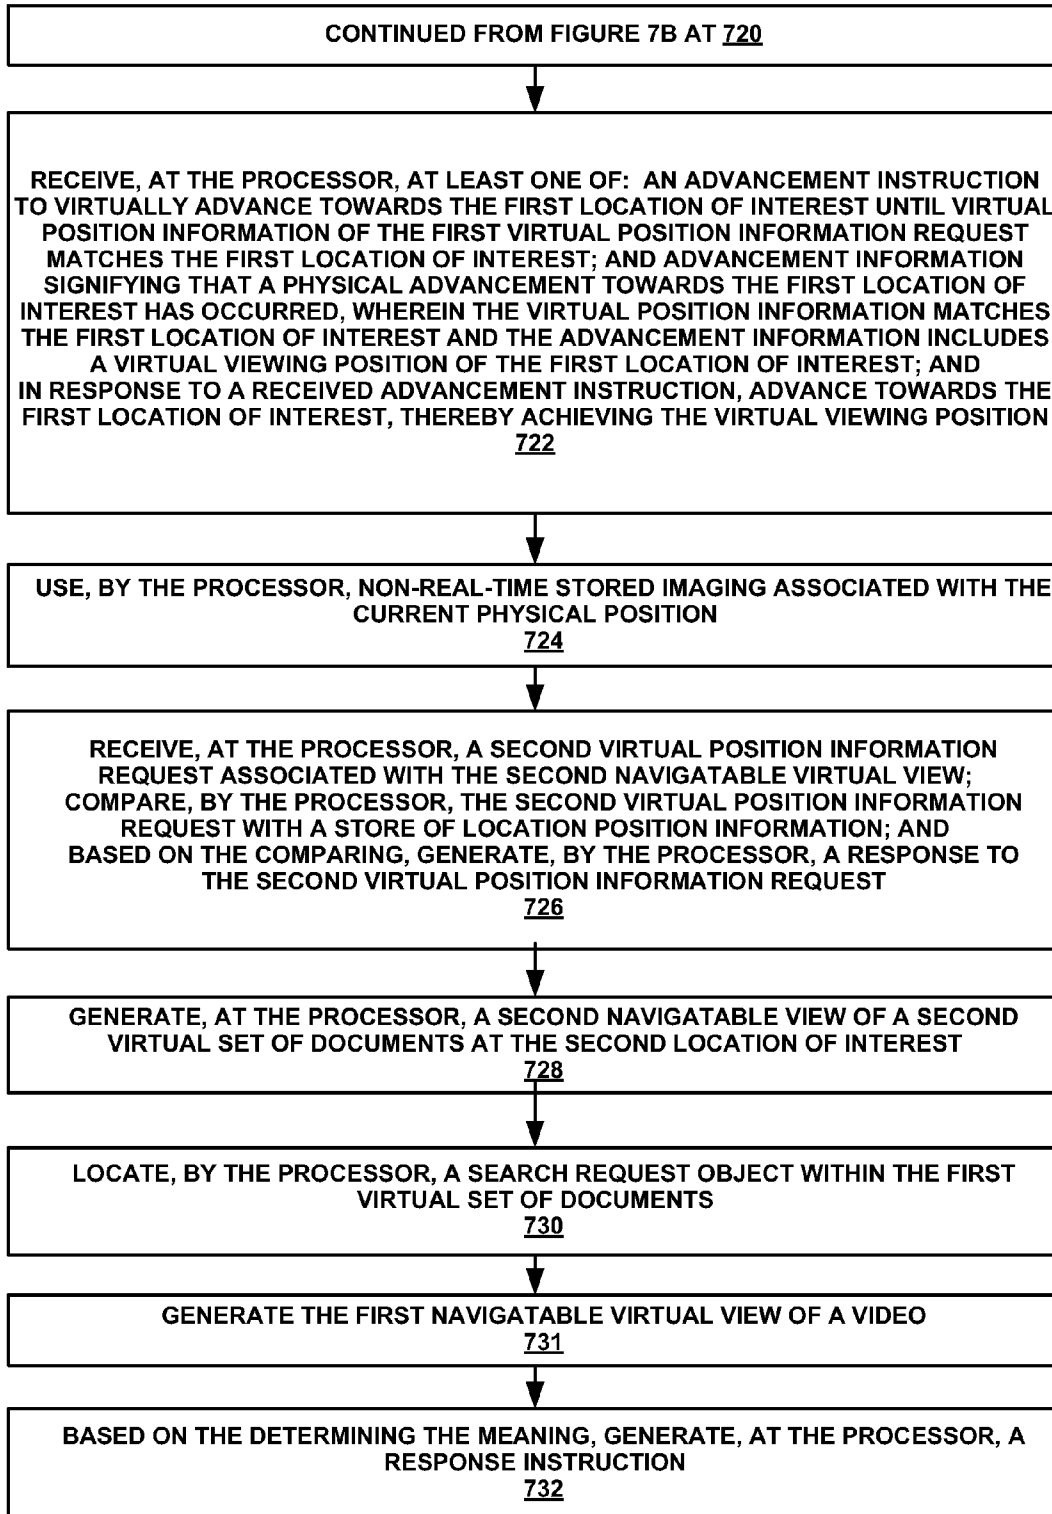 CONTINUED FROM FIGURE 7B AT 720
RECEIVE, AT THE PROCESSOR, AT LEAST ONE OF: AN ADVANCEMENT INSTRUCTION
TO VIRTUALLY ADVANCE TOWARDS THE FIRST LOCATION OF INTEREST UNTIL VIRTUAL
POSITION INFORMATION OF THE FIRST VIRTUAL POSITION INFORMATION REQUEST
MATCHES THE FIRST LOCATION OF INTEREST; AND ADVANCEMENT INFORMATION
SIGNIFYING THAT A PHYSICAL ADVANCEMENT TOWARDS THE FIRST LOCATION OF
INTEREST HAS OCCURRED, WHEREIN THE VIRTUAL POSITION INFORMATION MATCHES
THE FIRST LOCATION OF INTEREST AND THE ADVANCEMENT INFORMATION INCLUDES
A VIRTUAL VIEWING POSITION OF THE FIRST LOCATION OF INTEREST; AND
IN RESPONSE TO A RECEIVED ADVANCEMENT INSTRUCTION, ADVANCE TOWARDS THE
FIRST LOCATION OF INTEREST, THEREBY ACHIEVING THE VIRTUAL VIEWING POSITION
722
USE, BY THE PROCESSOR, NON-REAL-TIME STORED IMAGING ASSOCIATED WITH THE
CURRENT PHYSICAL POSITION
724
RECEIVE, AT THE PROCESSOR, A SECOND VIRTUAL POSITION INFORMATION
REQUEST ASSOCIATED WITH THE SECOND NAVIGATABLE VIRTUAL VIEW;
COMPARE, BY THE PROCESSOR, THE SECOND VIRTUAL POSITION INFORMATION
REQUEST WITH A STORE OF LOCATION POSITION INFORMATION; AND
BASED ON THE COMPARING, GENERATE, BY THE PROCESSOR, A RESPONSE TO
THE SECOND VIRTUAL POSITION INFORMATION REQUEST
726
GENERATE, AT THE PROCESSOR, A SECOND NAVIGATABLE VIEW OF A SECOND
VIRTUAL SET OF DOCUMENTS AT THE SECOND LOCATION OF INTEREST
728
LOCATE, BY THE PROCESSOR, A SEARCH REQUEST OBJECT WITHIN THE FIRST
VIRTUAL SET OF DOCUMENTS
730
GENERATE THE FIRST NAVIGATABLE VIRTUAL VIEW OF A VIDEO
731
BASED ON THE DETERMINING THE MEANING, GENERATE, AT THE PROCESSOR, A
RESPONSE INSTRUCTION
732